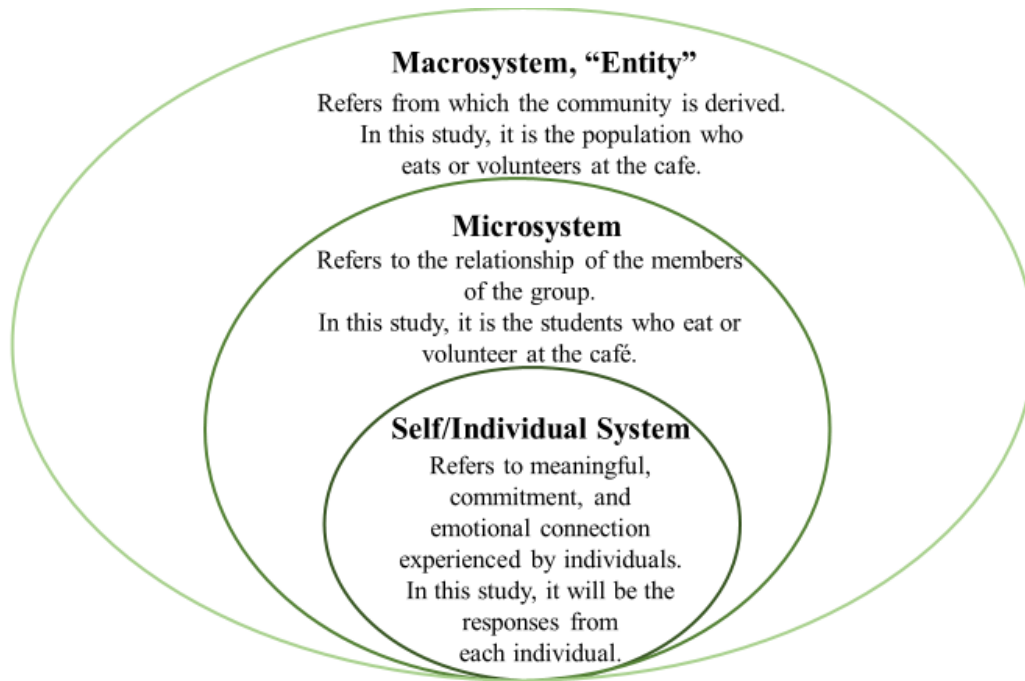 Macrosystem, “Entity”
Refers from which the community is derived.
In this study, it is the population who
eats or volunteers at the cafe.
Microsystem
Refers to the relationship of the members
of the group.
In this study, it is the students who eat or
volunteer at the café.
Self/Individual System
Refers to meaningful,
commitment, and
emotional connection
experienced by individuals.
In this study, it will be the
responses from
each individual.